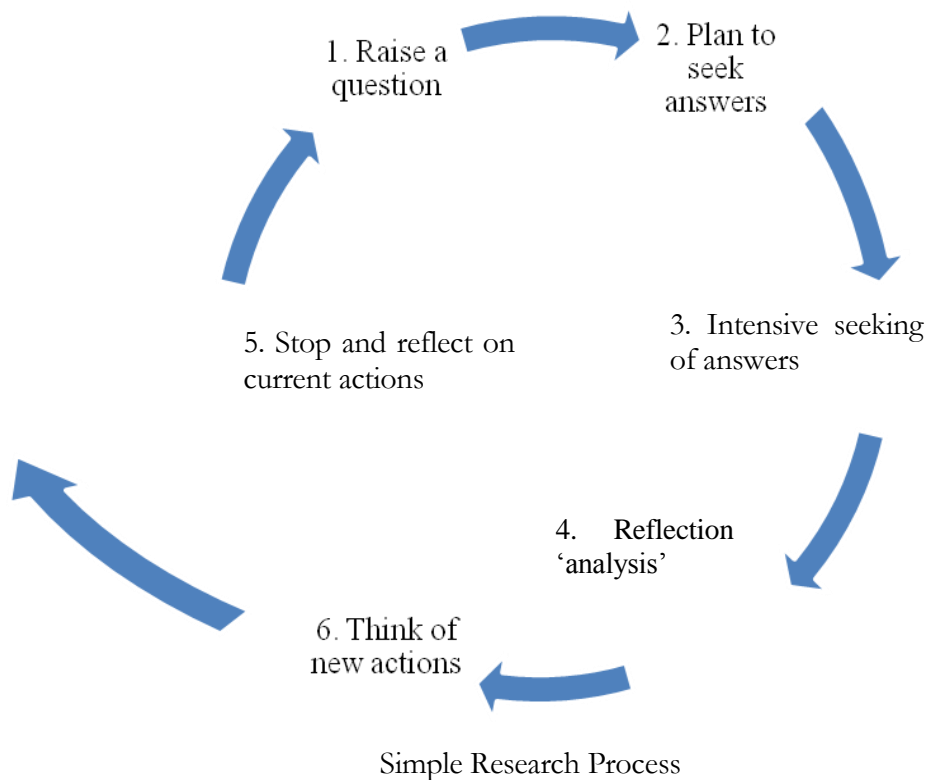 1. Raise a
question
2. Plan to
seek
answers
3. Intensive seeking
of answers
4. Reflection
‘analysis’
5. Stop and reflect on
current actions
6. Think of
new actions
Simple Research Process